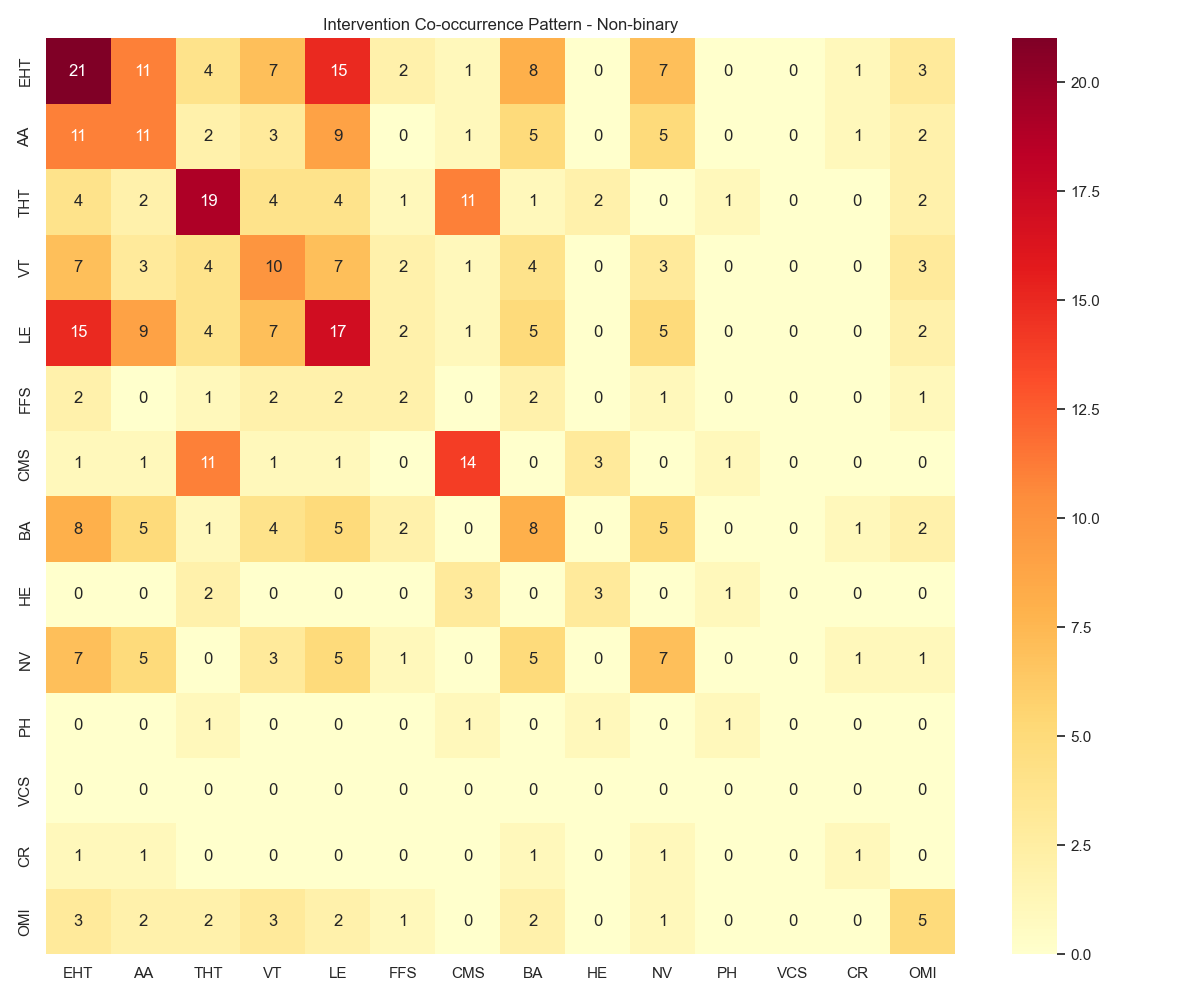 Intervention Co-occurrence Pattern - Non-binary
EHT 21 11 4 7 15 2 1 8 0 7 0 0 1 3
AA 11 11 2 3 9 0 1 5 0 5 0 0 1 2
THT 4 2 19 4 4 1 11 1 2 0 1 0 0 2
VT 7 3 4 10 7 2 1 4 0 3 0 0 0 3
LE 15 9 4 7 17 2 1 5 0 5 0 0 0 2
FFS 2 0 1 2 2 2 0 2 0 1 0 0 0 1
CMS 1 1 11 1 1 0 14 0 3 0 1 0 0 0
BA 8 5 1 4 5 2 0 8 0 5 0 0 1 2
HE 0 0 2 0 0 0 3 0 3 0 1 0 0 0
NV 7 5 0 3 5 1 0 5 0 7 0 0 1 1
PH 0 0 1 0 0 0 1 0 1 0 1 0 0 0
VCS 0 0 0 0 0 0 0 0 0 0 0 0 0 0
CR 1 1 0 0 0 0 0 1 0 1 0 0 1 0
OMI 3 2 2 3 2 1 0 2 0 1 0 0 0 5
EHT AA THT VT LE FFS CMS BA HE NV PH VCS CR OMI
20.0
17.5
15.0
12.5
10.0
7.5
5.0
2.5
0.0